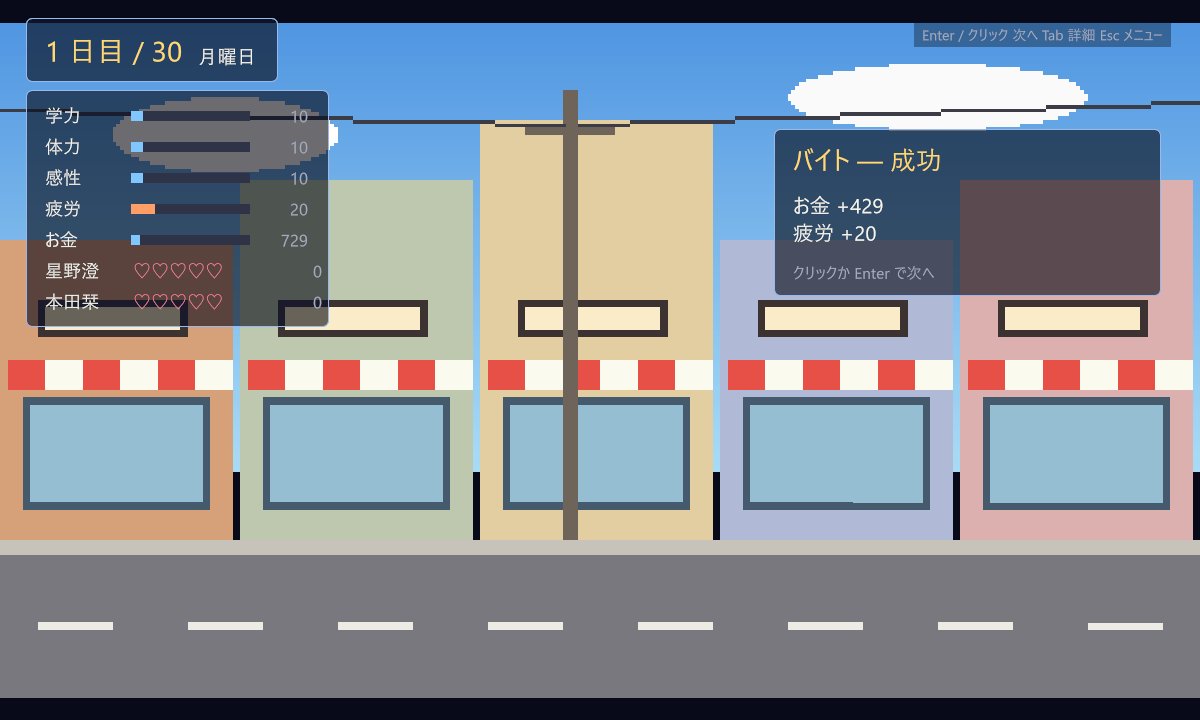 1 日目 / 30 月曜日
Enter / クリック 次へ Tab 詳細 Esc メニュー
学力 10
体力 10
感性 10
疲労 20
お金 729
星野澄 ♡♡♡♡♡ 0
本田栞 ♡♡♡♡♡ 0
バイト — 成功
お金 +429
疲労 +20
クリックか Enter で次へ